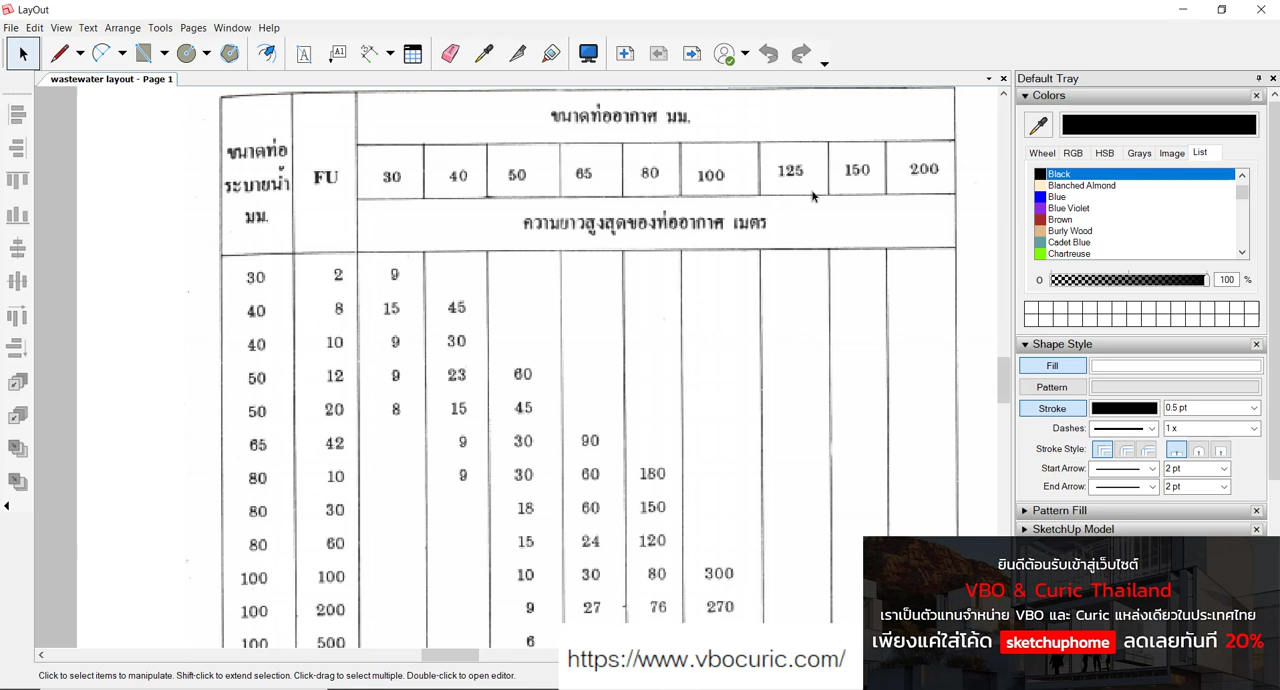 LayOut
File Edit View Text Arrange Tools Pages Window Help
wastewater layout - Page 1
Default Tray
Colors
Wheel RGB HSB Grays Image List
Black
Blanched Almond
Blue
Blue Violet
Brown
Burly Wood
Cadet Blue
Chartreuse
O 100 %
Shape Style
Fill
Pattern
Stroke 0.5 pt
Dashes: 1 x
Stroke Style:
Start Arrow: 2 pt
End Arrow: 2 pt
Pattern Fill
SketchUp Model
ขนาดท่อ
ระบายน้ำ
มม.
FU
ขนาดท่ออากาศ มม.
30 40 50 65 80 100 125 150 200
ความยาวสูงสุดของท่ออากาศ เมตร
30 2 9
40 8 15 45
40 10 9 30
50 12 9 23 60
50 20 8 15 45
65 42 9 30 90
80 10 9 30 60 180
80 30 18 60 150
80 60 15 24 120
100 100 10 30 80 300
100 200 9 27 76 270
100 500 6
ยินดีต้อนรับเข้าสู่เว็บไซต์
VBO & Curic Thailand
เราเป็นตัวแทนจำหน่าย VBO และ Curic แหล่งเดียวในประเทศไทย
เพียงแค่ใส่โค้ด sketchuphome ลดเลยทันที 20%
https://www.vbocuric.com/
Click to select items to manipulate. Shift-click to extend selection. Click-drag to select multiple. Double-click to open editor.